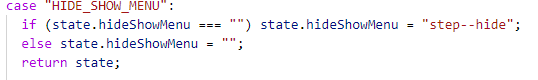 case "HIDE_SHOW_MENU":
if (state.hideShowMenu === "") state.hideShowMenu = "step--hide";
else state.hideShowMenu = "";
return state;